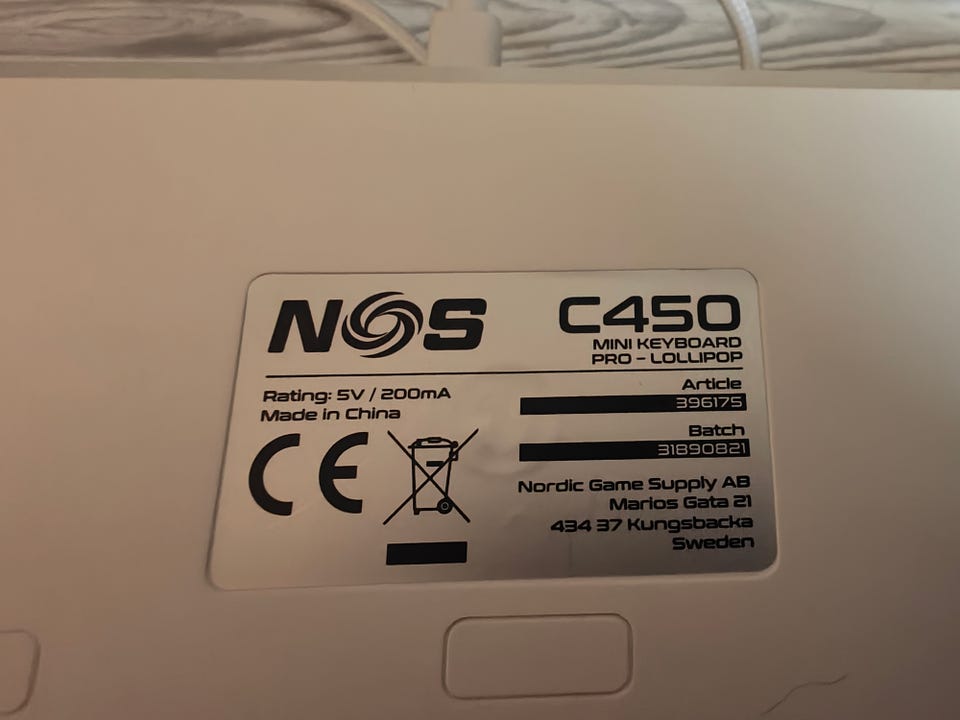 NOS
C450
MINI KEYBOARD
PRO - LOLLIPOP
Rating: 5V / 200mA
Made in China
CE
Article
396175
Batch
31890821
Nordic Game Supply AB
Marios Gata 21
434 37 Kungsbacka
Sweden